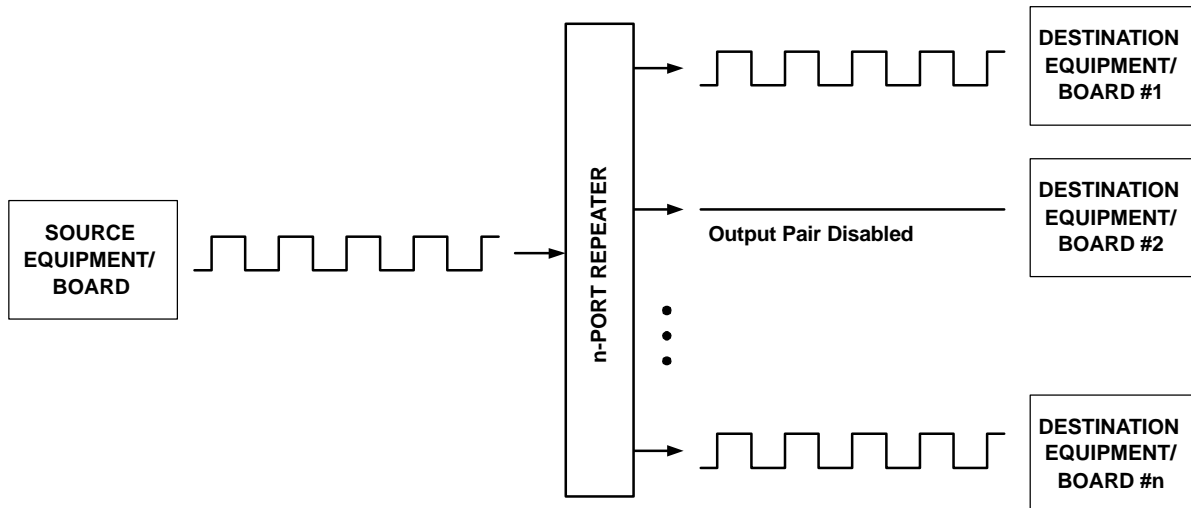 SOURCE
EQUIPMENT/
BOARD
n-PORT REPEATER
DESTINATION
EQUIPMENT/
BOARD #1
DESTINATION
EQUIPMENT/
BOARD #2
Output Pair Disabled
DESTINATION
EQUIPMENT/
BOARD #n